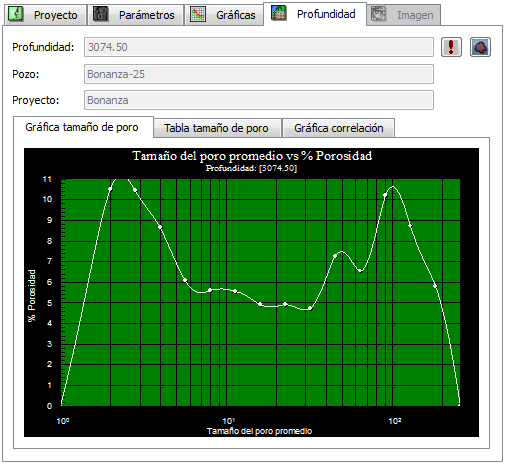 Proyecto Parámetros Gráficas Profundidad Imagen
Profundidad: 3074.50
Pozo: Bonanza-25
Proyecto: Bonanza
Gráfica tamaño de poro Tabla tamaño de poro Gráfica correlación
Tamaño del poro promedio vs % Porosidad
Profundidad: [3074.50]
% Porosidad
11
10
9
8
7
6
5
4
3
2
1
0
10⁰ 10¹ 10²
Tamaño del poro promedio